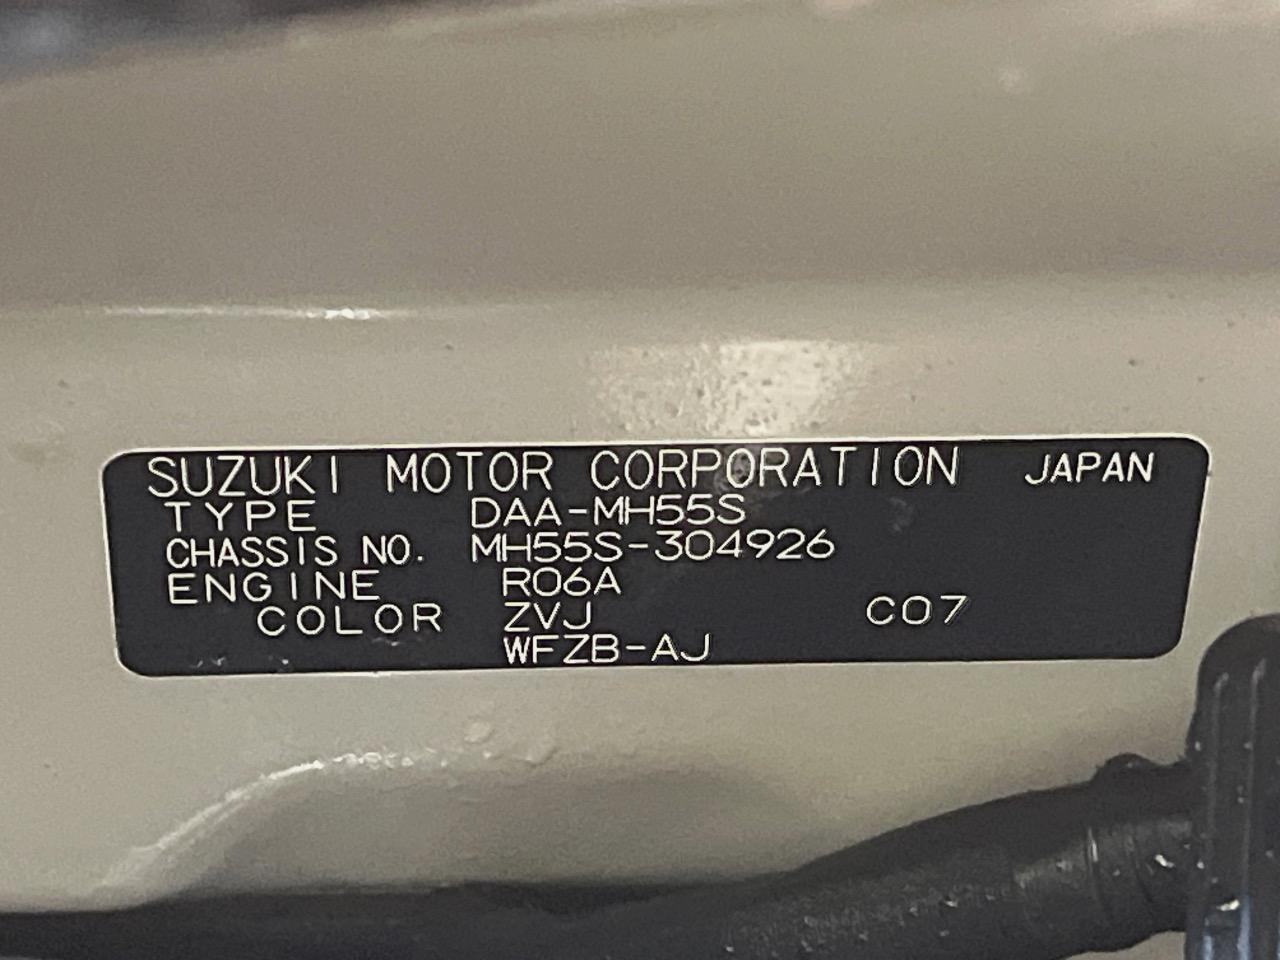 SUZUKI MOTOR CORPORATION JAPAN
TYPE DAA-MH55S
CHASSIS NO. MH55S-304926
ENGINE R06A
COLOR ZVJ C07
WFZB-AJ